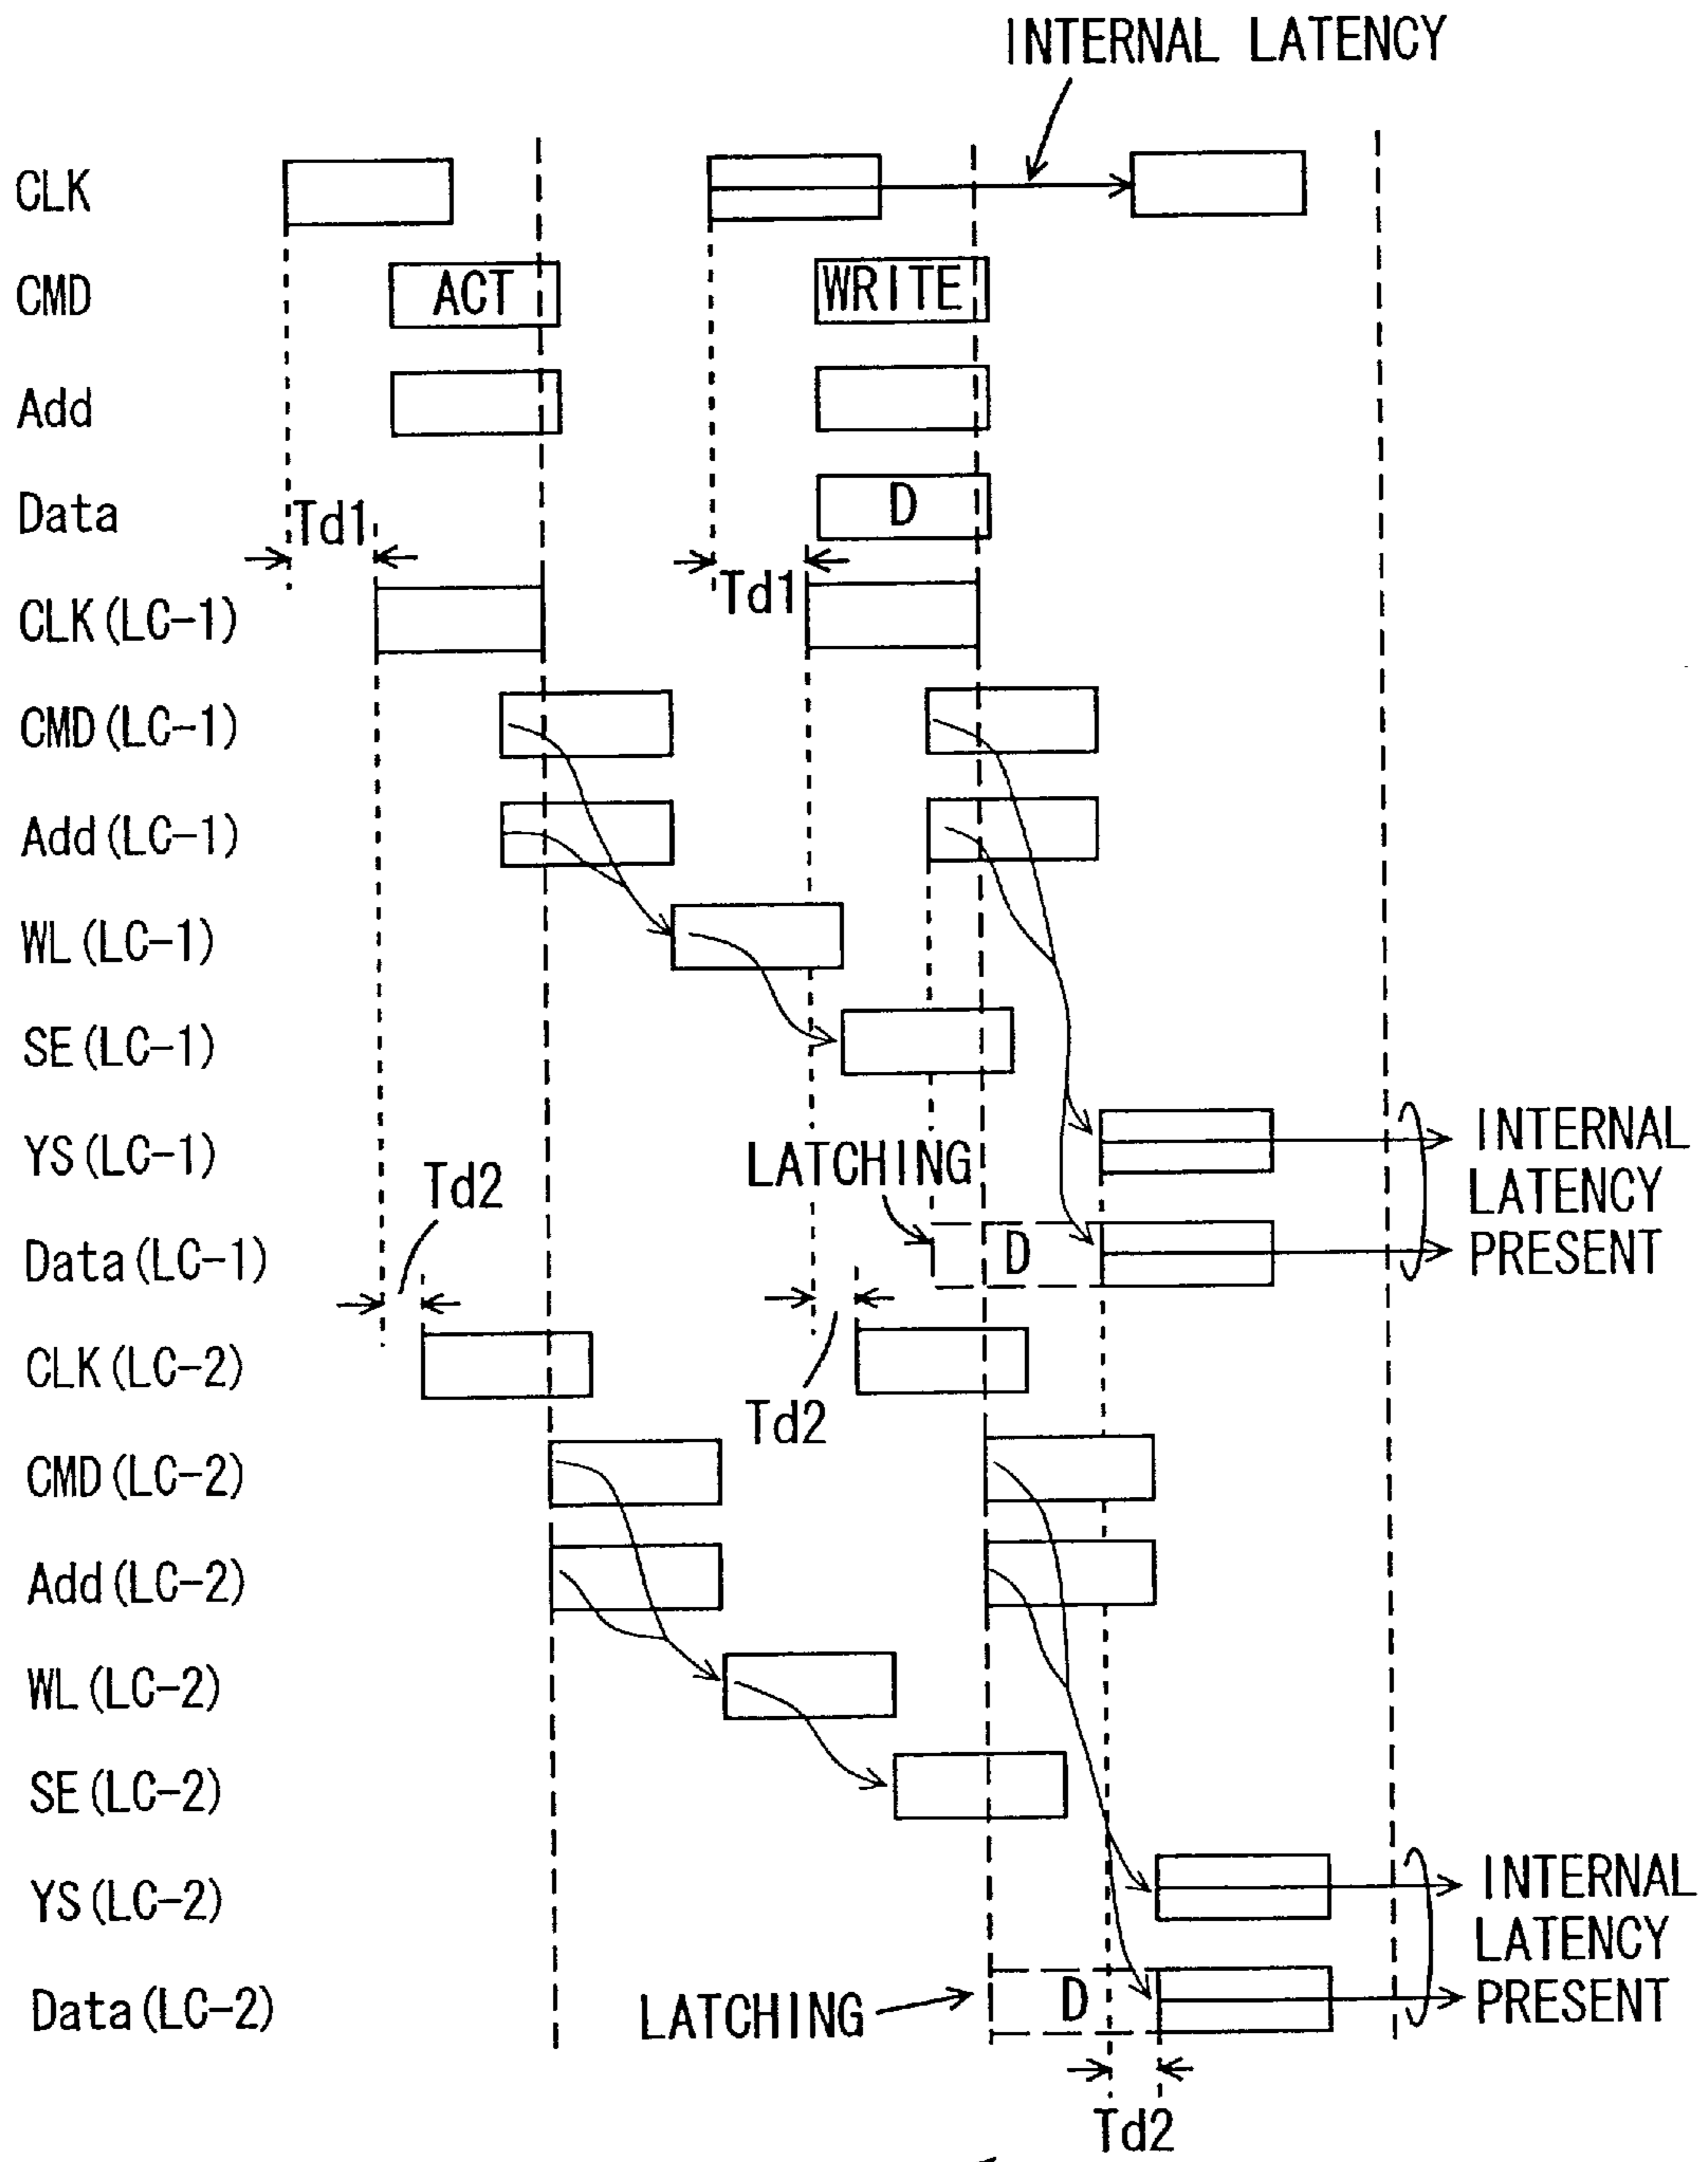 INTERNAL LATENCY
CLK
CMD ACT WRITE
Add
Data D
Td1
Td1
CLK(LC-1)
CMD(LC-1)
Add(LC-1)
WL(LC-1)
SE(LC-1)
YS(LC-1)
INTERNAL
LATENCY
PRESENT
LATCHING
Td2
Data(LC-1) D
CLK(LC-2)
Td2
CMD(LC-2)
Add(LC-2)
WL(LC-2)
SE(LC-2)
YS(LC-2)
INTERNAL
LATENCY
PRESENT
Data(LC-2) D
LATCHING
Td2